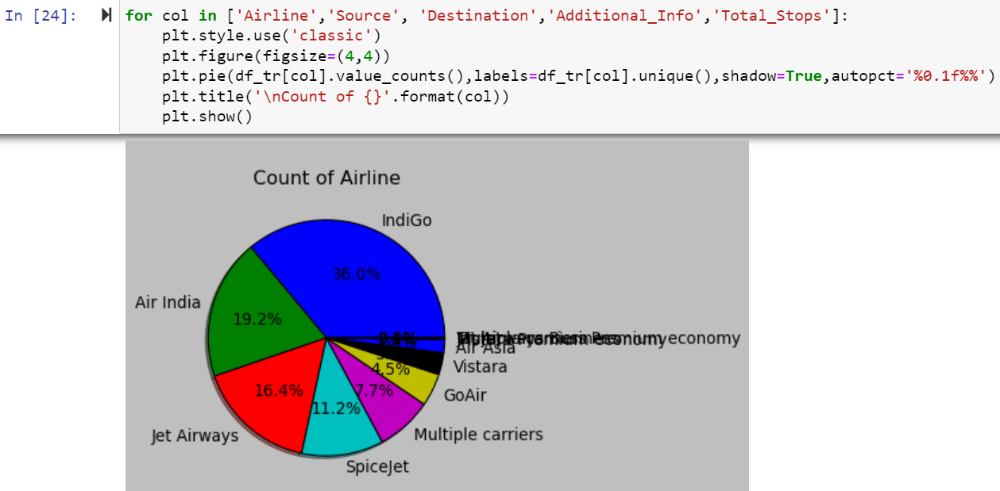 In [24]:
for col in ['Airline','Source', 'Destination','Additional_Info','Total_Stops']:
    plt.style.use('classic')
    plt.figure(figsize=(4,4))
    plt.pie(df_tr[col].value_counts(),labels=df_tr[col].unique(),shadow=True,autopct='%0.1f%%')
    plt.title('\nCount of {}'.format(col))
    plt.show()
Count of Airline
IndiGo
36.0%
Air India
19.2%
economy
Air Asia
Vistara
4.5%
16.4%
7.7%
GoAir
11.2%
Jet Airways
Multiple carriers
SpiceJet